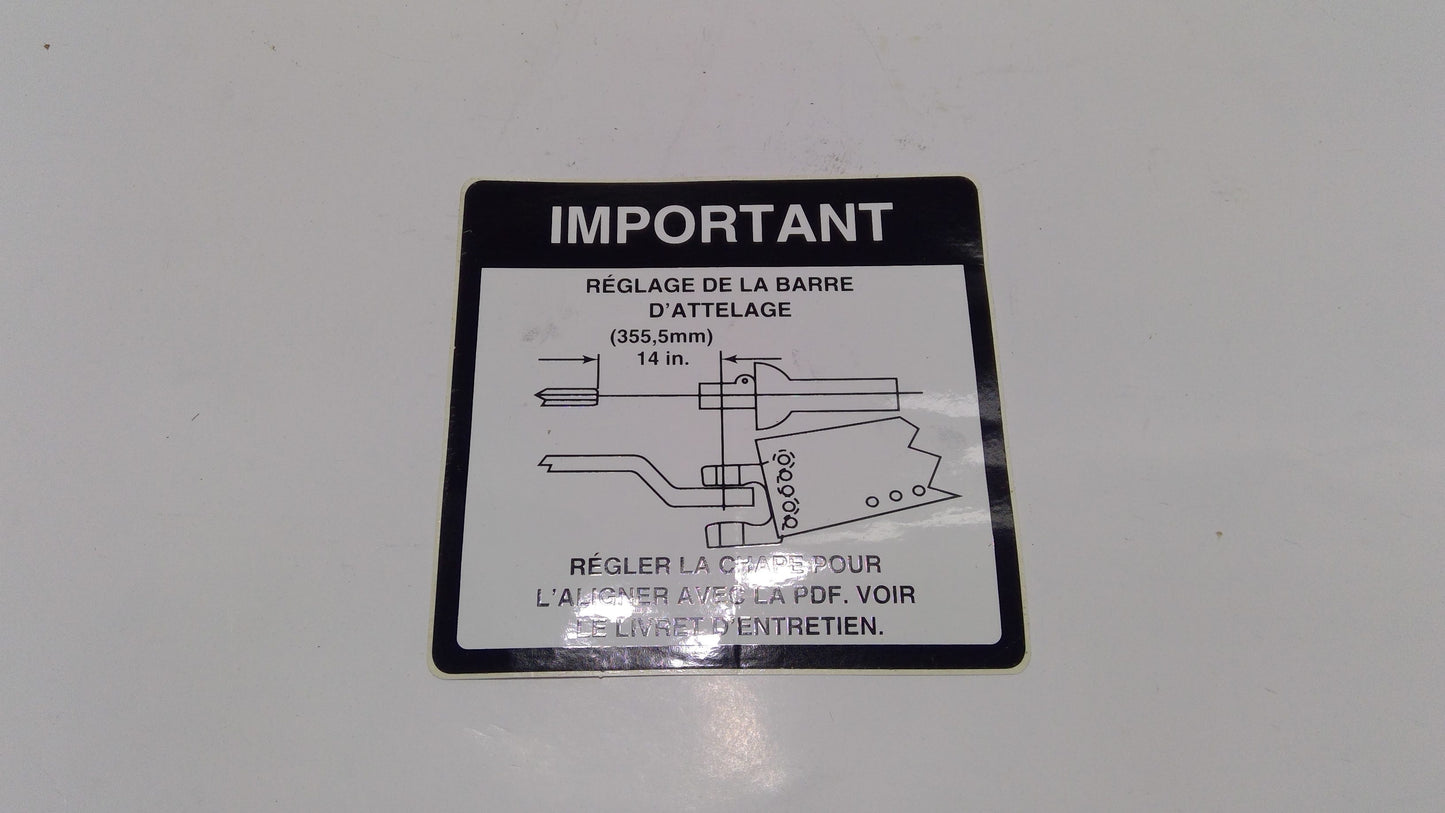 IMPORTANT
RÉGLAGE DE LA BARRE
D'ATTELAGE
(355,5mm)
14 in.
RÉGLER LA CHAPE POUR
L'ALIGNER AVEC LA PDF. VOIR
LE LIVRET D'ENTRETIEN.